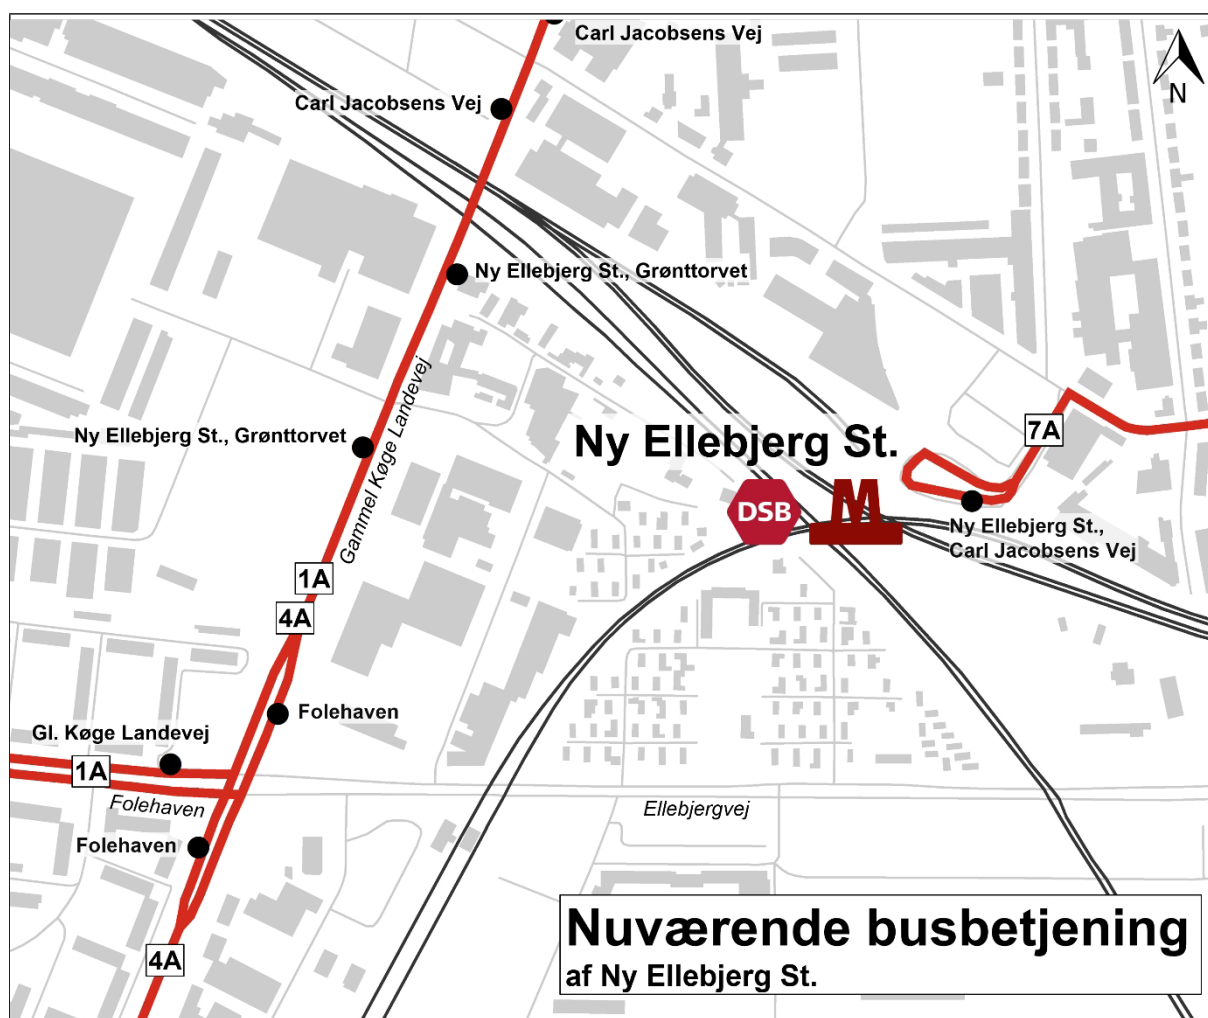 Carl Jacobsens Vej
N
Carl Jacobsens Vej
Ny Ellebjerg St., Grønttorvet
Gammel Køge Landevej
7A
Ny Ellebjerg St., Grønttorvet
Ny Ellebjerg St.
DSB
M
Ny Ellebjerg St.,
Carl Jacobsens Vej
1A
4A
Folehaven
Gl. Køge Landevej
1A
Folehaven
Ellebjergvej
Folehaven
4A
Nuværende busbetjening
af Ny Ellebjerg St.